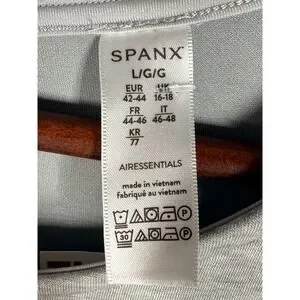 SPANX
L/G/G
EUR UK
42-44 16-18
FR IT
44-46 46-48
KR
77
AIRESSENTIALS
made in vietnam
fabriqué au vietnam
P
30 P